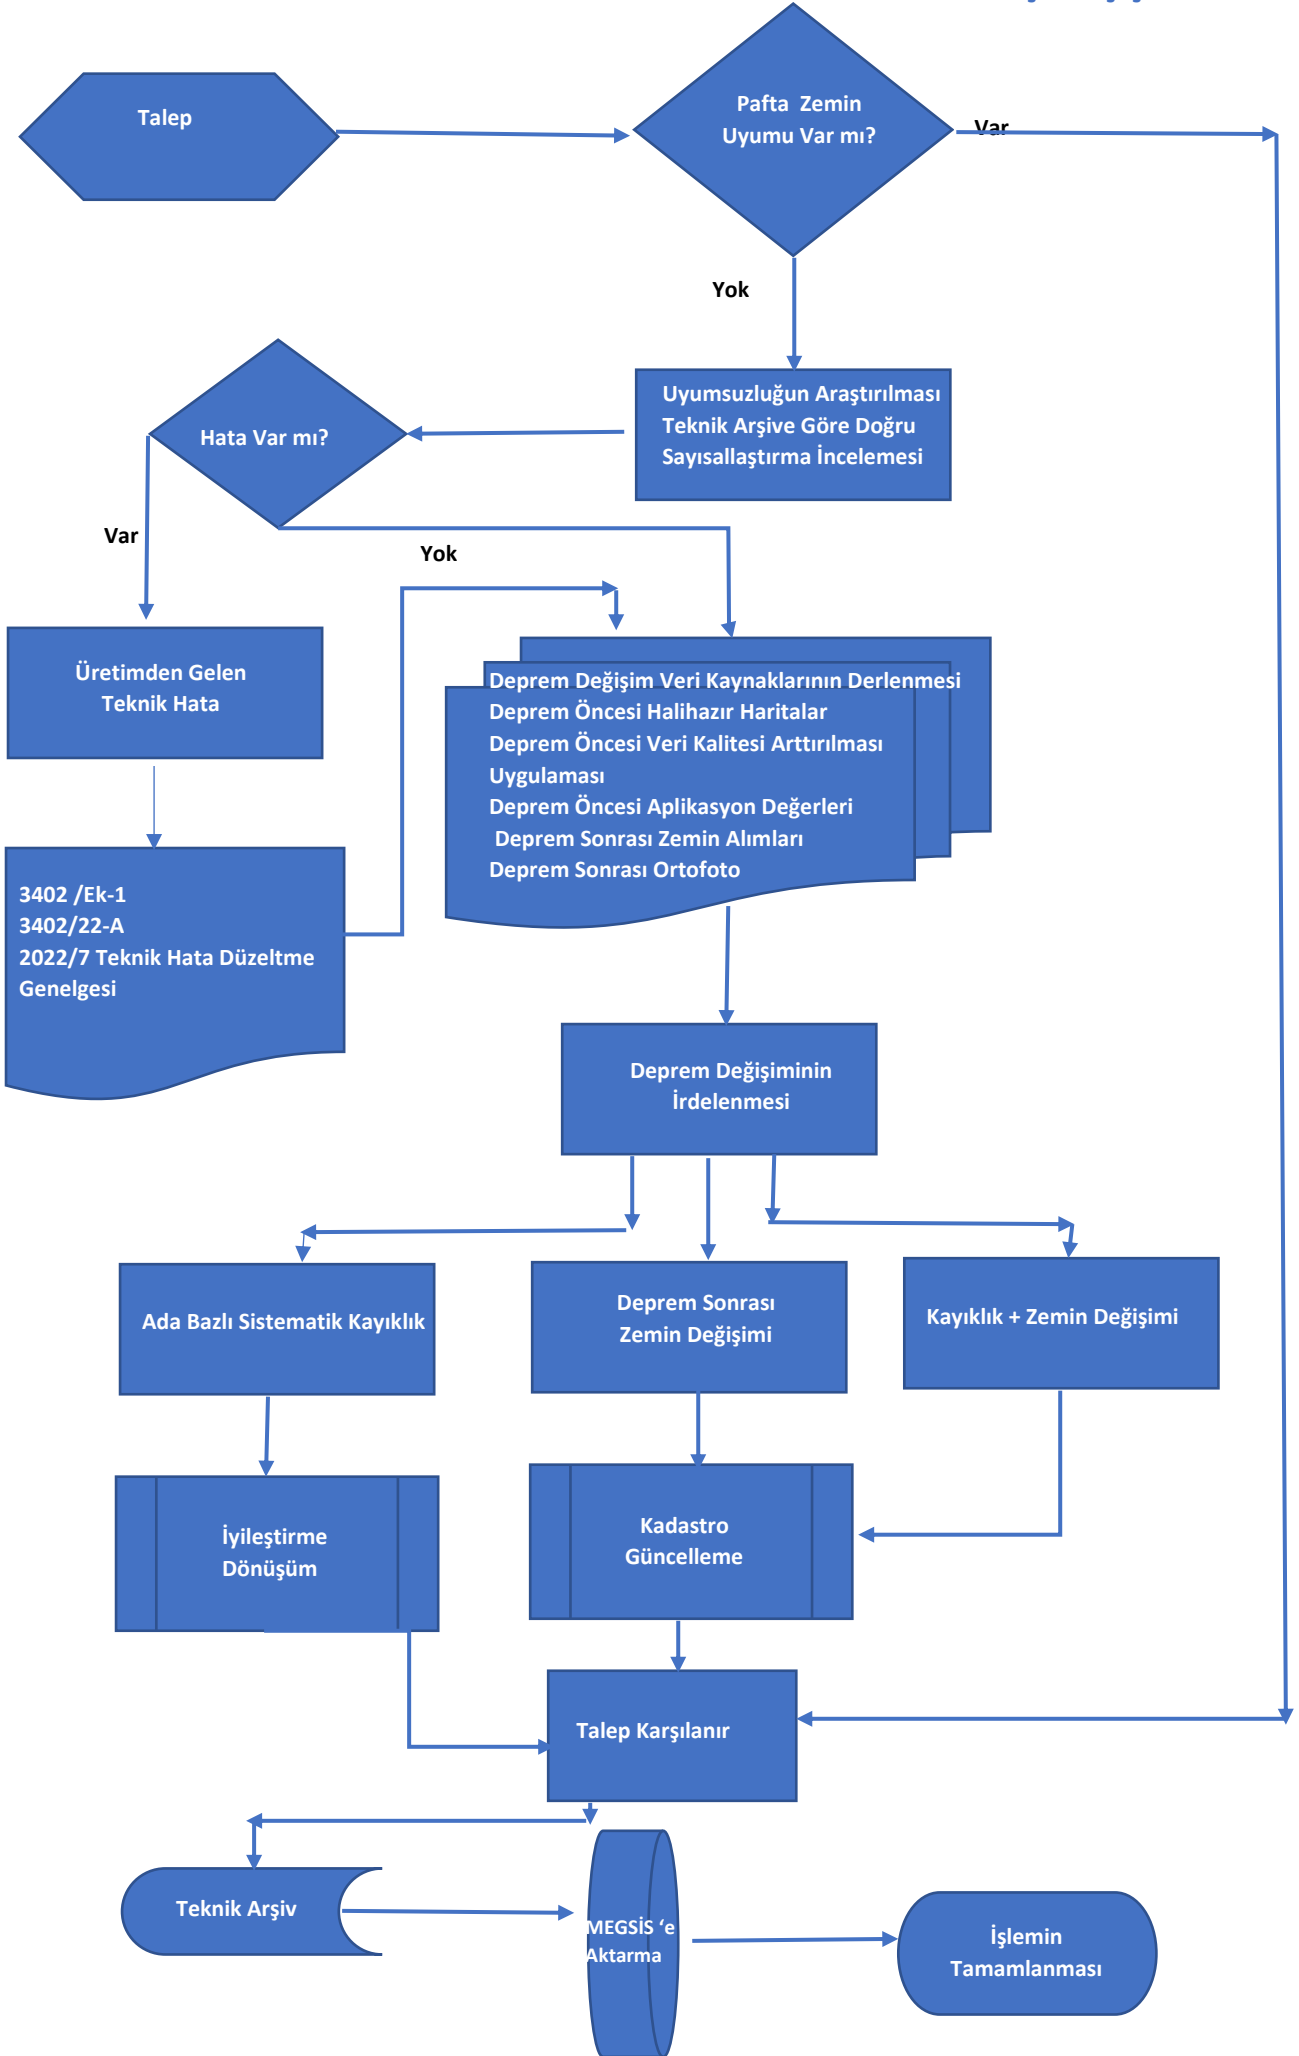 Talep
Pafta Zemin
Uyumu Var mı?
Var
Yok
Uyumsuzluğun Araştırılması
Teknik Arşive Göre Doğru
Sayısallaştırma İncelemesi
Hata Var mı?
Var
Yok
Üretimden Gelen
Teknik Hata
Deprem Değişim Veri Kaynaklarının Derlenmesi
Deprem Öncesi Halihazır Haritalar
Deprem Öncesi Veri Kalitesi Arttırılması
Uygulaması
Deprem Öncesi Aplikasyon Değerleri
Deprem Sonrası Zemin Alımları
Deprem Sonrası Ortofoto
3402 /Ek-1
3402/22-A
2022/7 Teknik Hata Düzeltme
Genelgesi
Deprem Değişiminin
İrdelenmesi
Ada Bazlı Sistematik Kayıklık
Deprem Sonrası
Zemin Değişimi
Kayıklık + Zemin Değişimi
İyileştirme
Dönüşüm
Kadastro
Güncelleme
Talep Karşılanır
Teknik Arşiv
MEGSİS ‘e
Aktarma
İşlemin
Tamamlanması